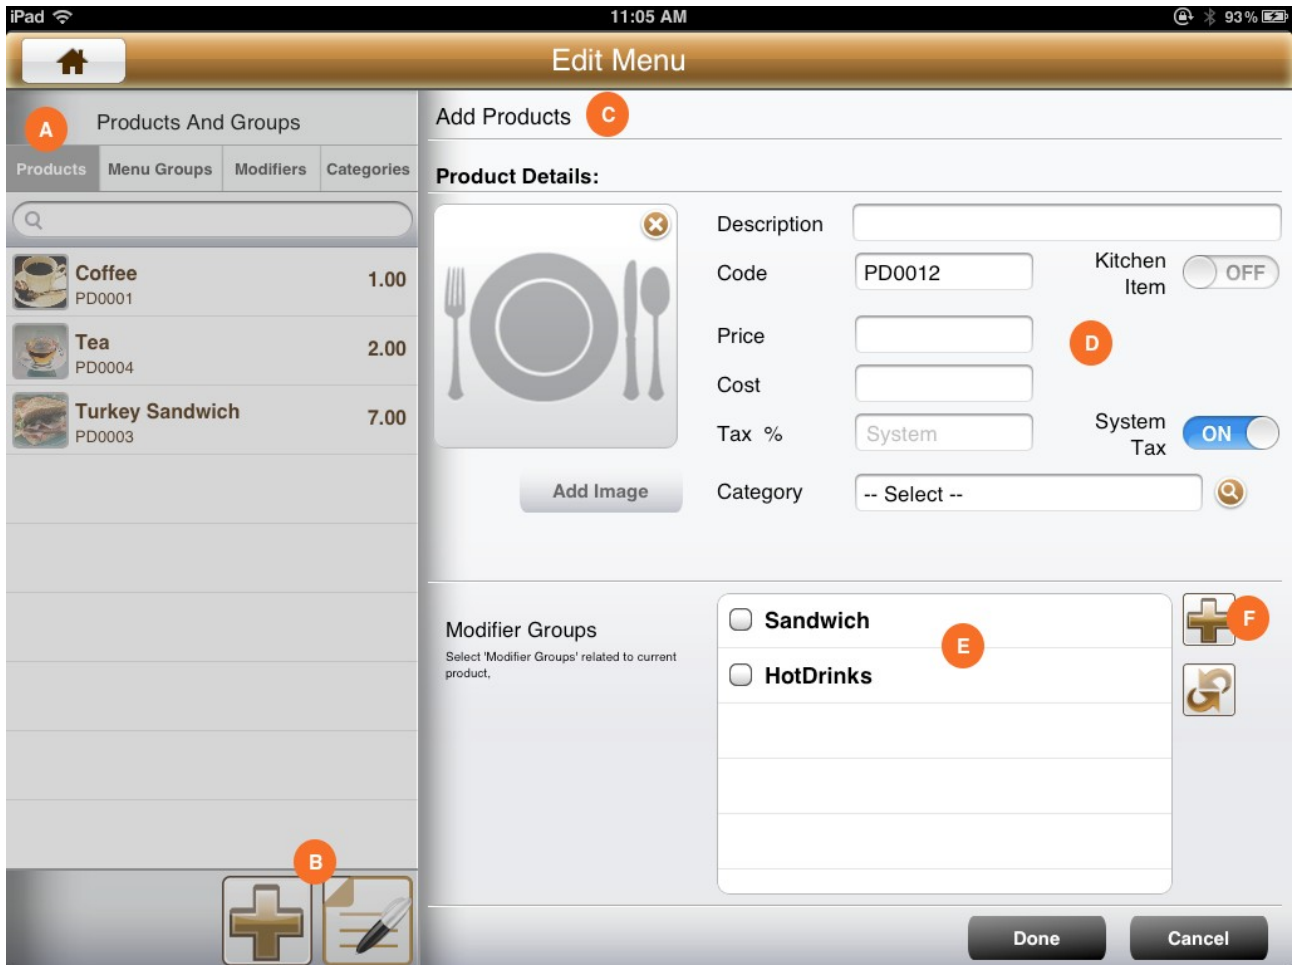 iPad 11:05 AM 93%
Edit Menu
A Products And Groups
Products Menu Groups Modifiers Categories
Coffee 1.00
PD0001
Tea 2.00
PD0004
Turkey Sandwich 7.00
PD0003
B
Add Products C
Product Details:
Description
Code PD0012 Kitchen Item OFF
Price D
Cost
Tax % System System Tax ON
Add Image
Category -- Select --
Modifier Groups
Select 'Modifier Groups' related to current
product,
Sandwich
E
F
HotDrinks
Done Cancel